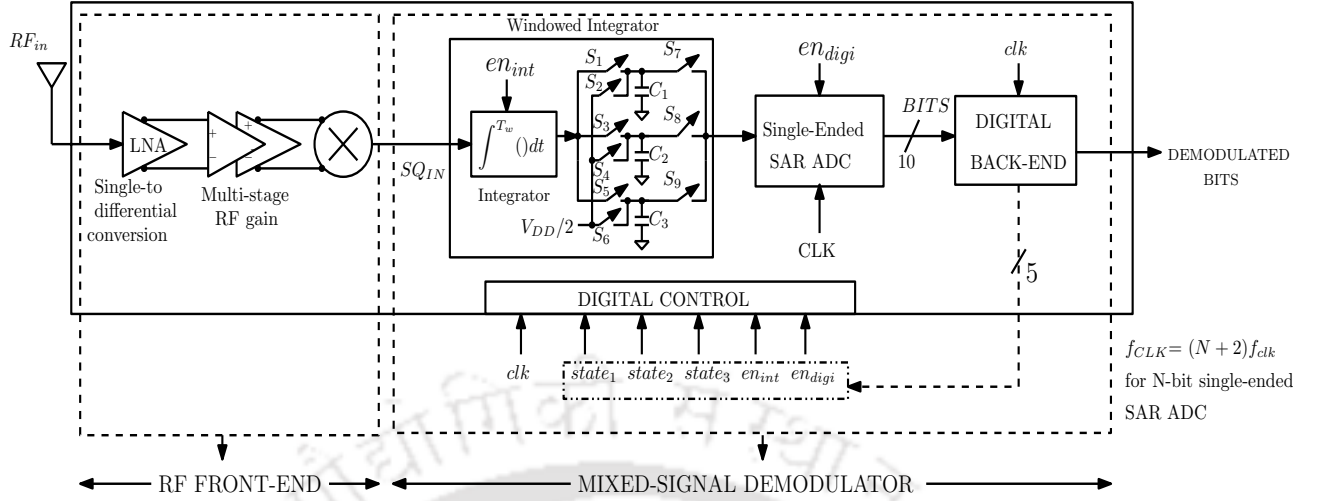 RF_in
LNA
Single-to
differential
conversion
+
−
+
−
Multi-stage
RF gain
SQ_IN
Windowed Integrator
en_int
∫^{T_w} ()dt
Integrator
V_DD/2
S_1
S_2
S_3
S_4
S_5
S_6
S_7
S_8
S_9
C_1
C_2
C_3
en_digi
Single-Ended
SAR ADC
CLK
BITS
10
clk
DIGITAL
BACK-END
DEMODULATED
BITS
5
DIGITAL CONTROL
clk
state_1
state_2
state_3
en_int
en_digi
f_CLK = (N + 2)f_clk
for N-bit single-ended
SAR ADC
RF FRONT-END
MIXED-SIGNAL DEMODULATOR